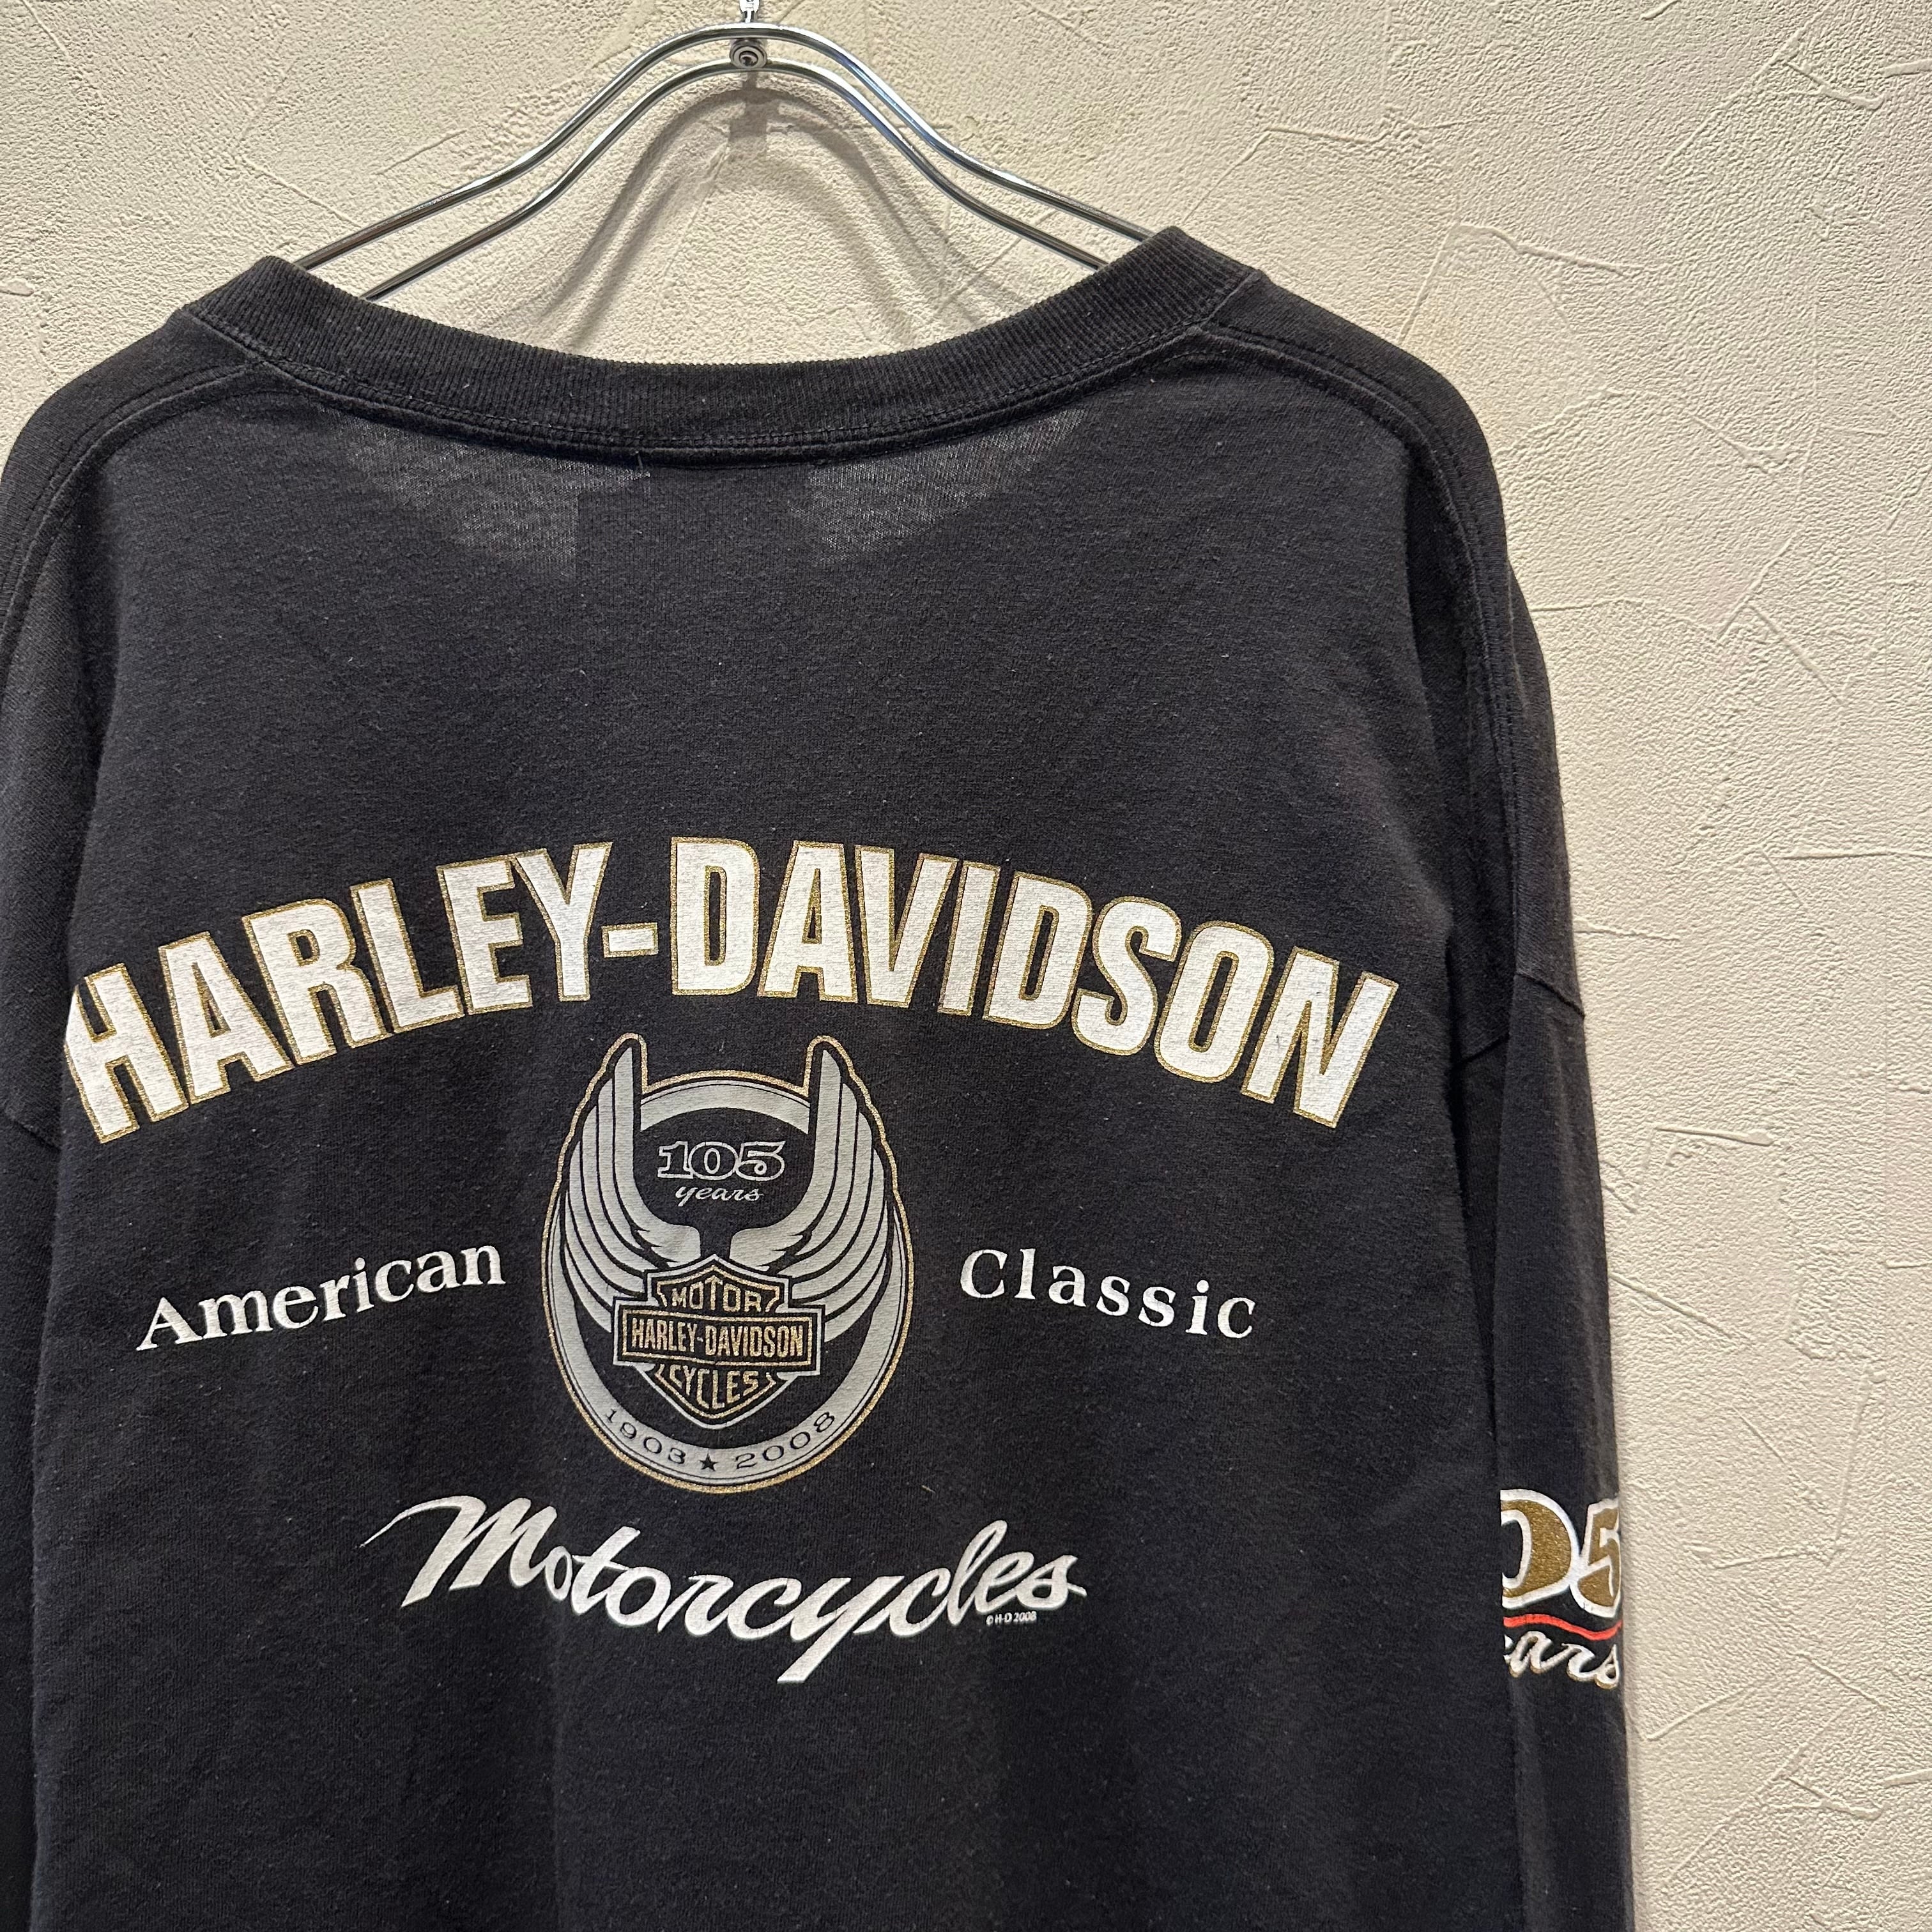 HARLEY-DAVIDSON
105
years
American Classic
MOTOR
HARLEY-DAVIDSON
CYCLES
1903 ★ 2008
Motorcycles
© H-D 2008
05
ears